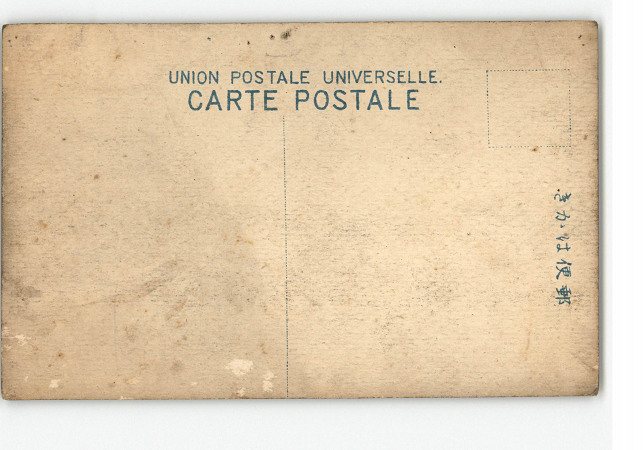 UNION POSTALE UNIVERSELLE.
CARTE POSTALE
郵便はかき